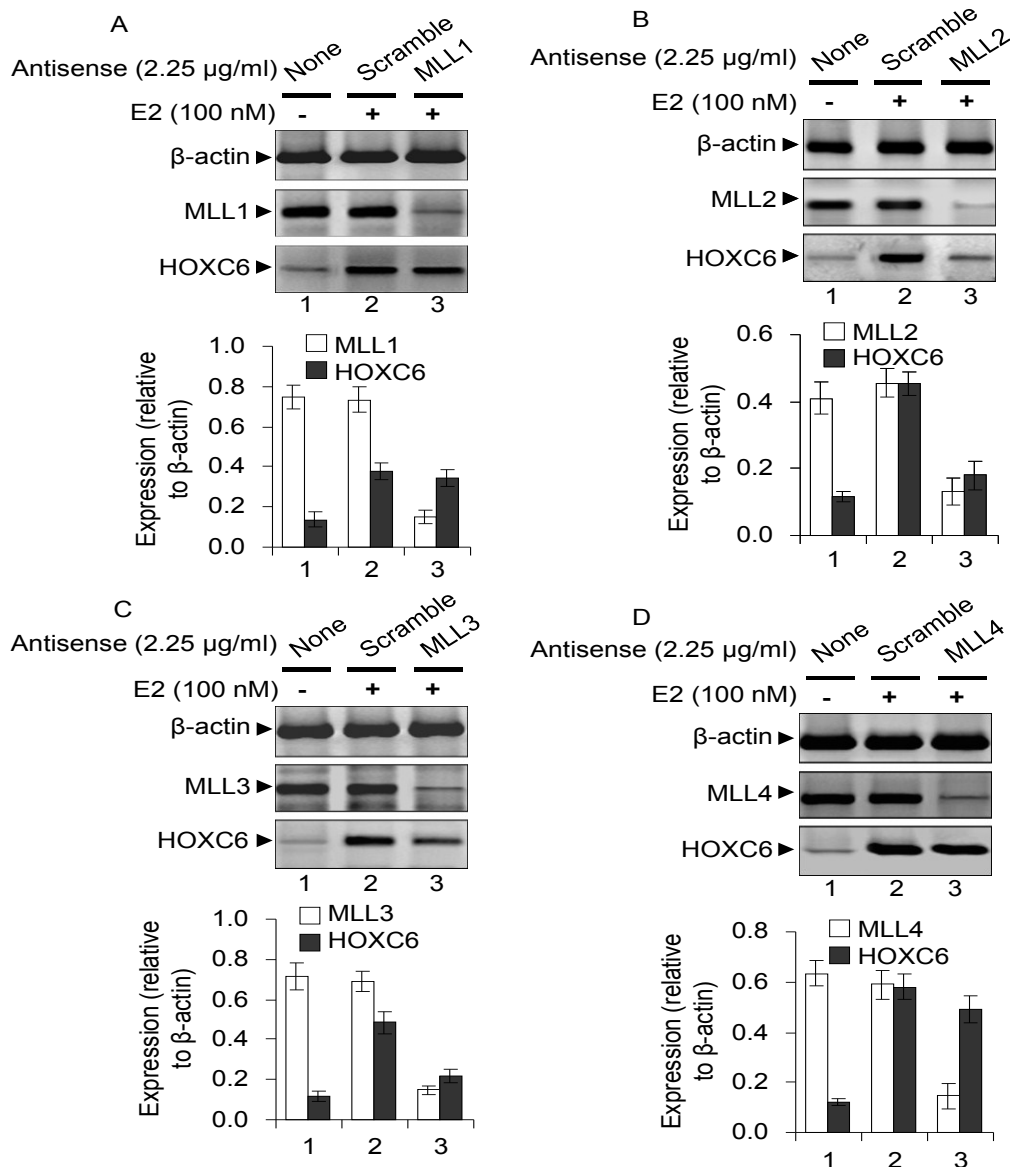 A
Antisense (2.25 µg/ml) None Scramble MLL1
E2 (100 nM) - + +
β-actin
MLL1
HOXC6
1 2 3
Expression (relative to β-actin)
1.0
0.8
0.6
0.4
0.2
0.0
MLL1
HOXC6
1 2 3
B
Antisense (2.25 µg/ml) None Scramble MLL2
E2 (100 nM) - + +
β-actin
MLL2
HOXC6
1 2 3
Expression (relative to β-actin)
0.6
0.4
0.2
0.0
MLL2
HOXC6
1 2 3
C
Antisense (2.25 µg/ml) None Scramble MLL3
E2 (100 nM) - + +
β-actin
MLL3
HOXC6
1 2 3
Expression (relative to β-actin)
1.0
0.8
0.6
0.4
0.2
0.0
MLL3
HOXC6
1 2 3
D
Antisense (2.25 µg/ml) None Scramble MLL4
E2 (100 nM) - + +
β-actin
MLL4
HOXC6
1 2 3
Expression (relative to β-actin)
0.8
0.6
0.4
0.2
0.0
MLL4
HOXC6
1 2 3